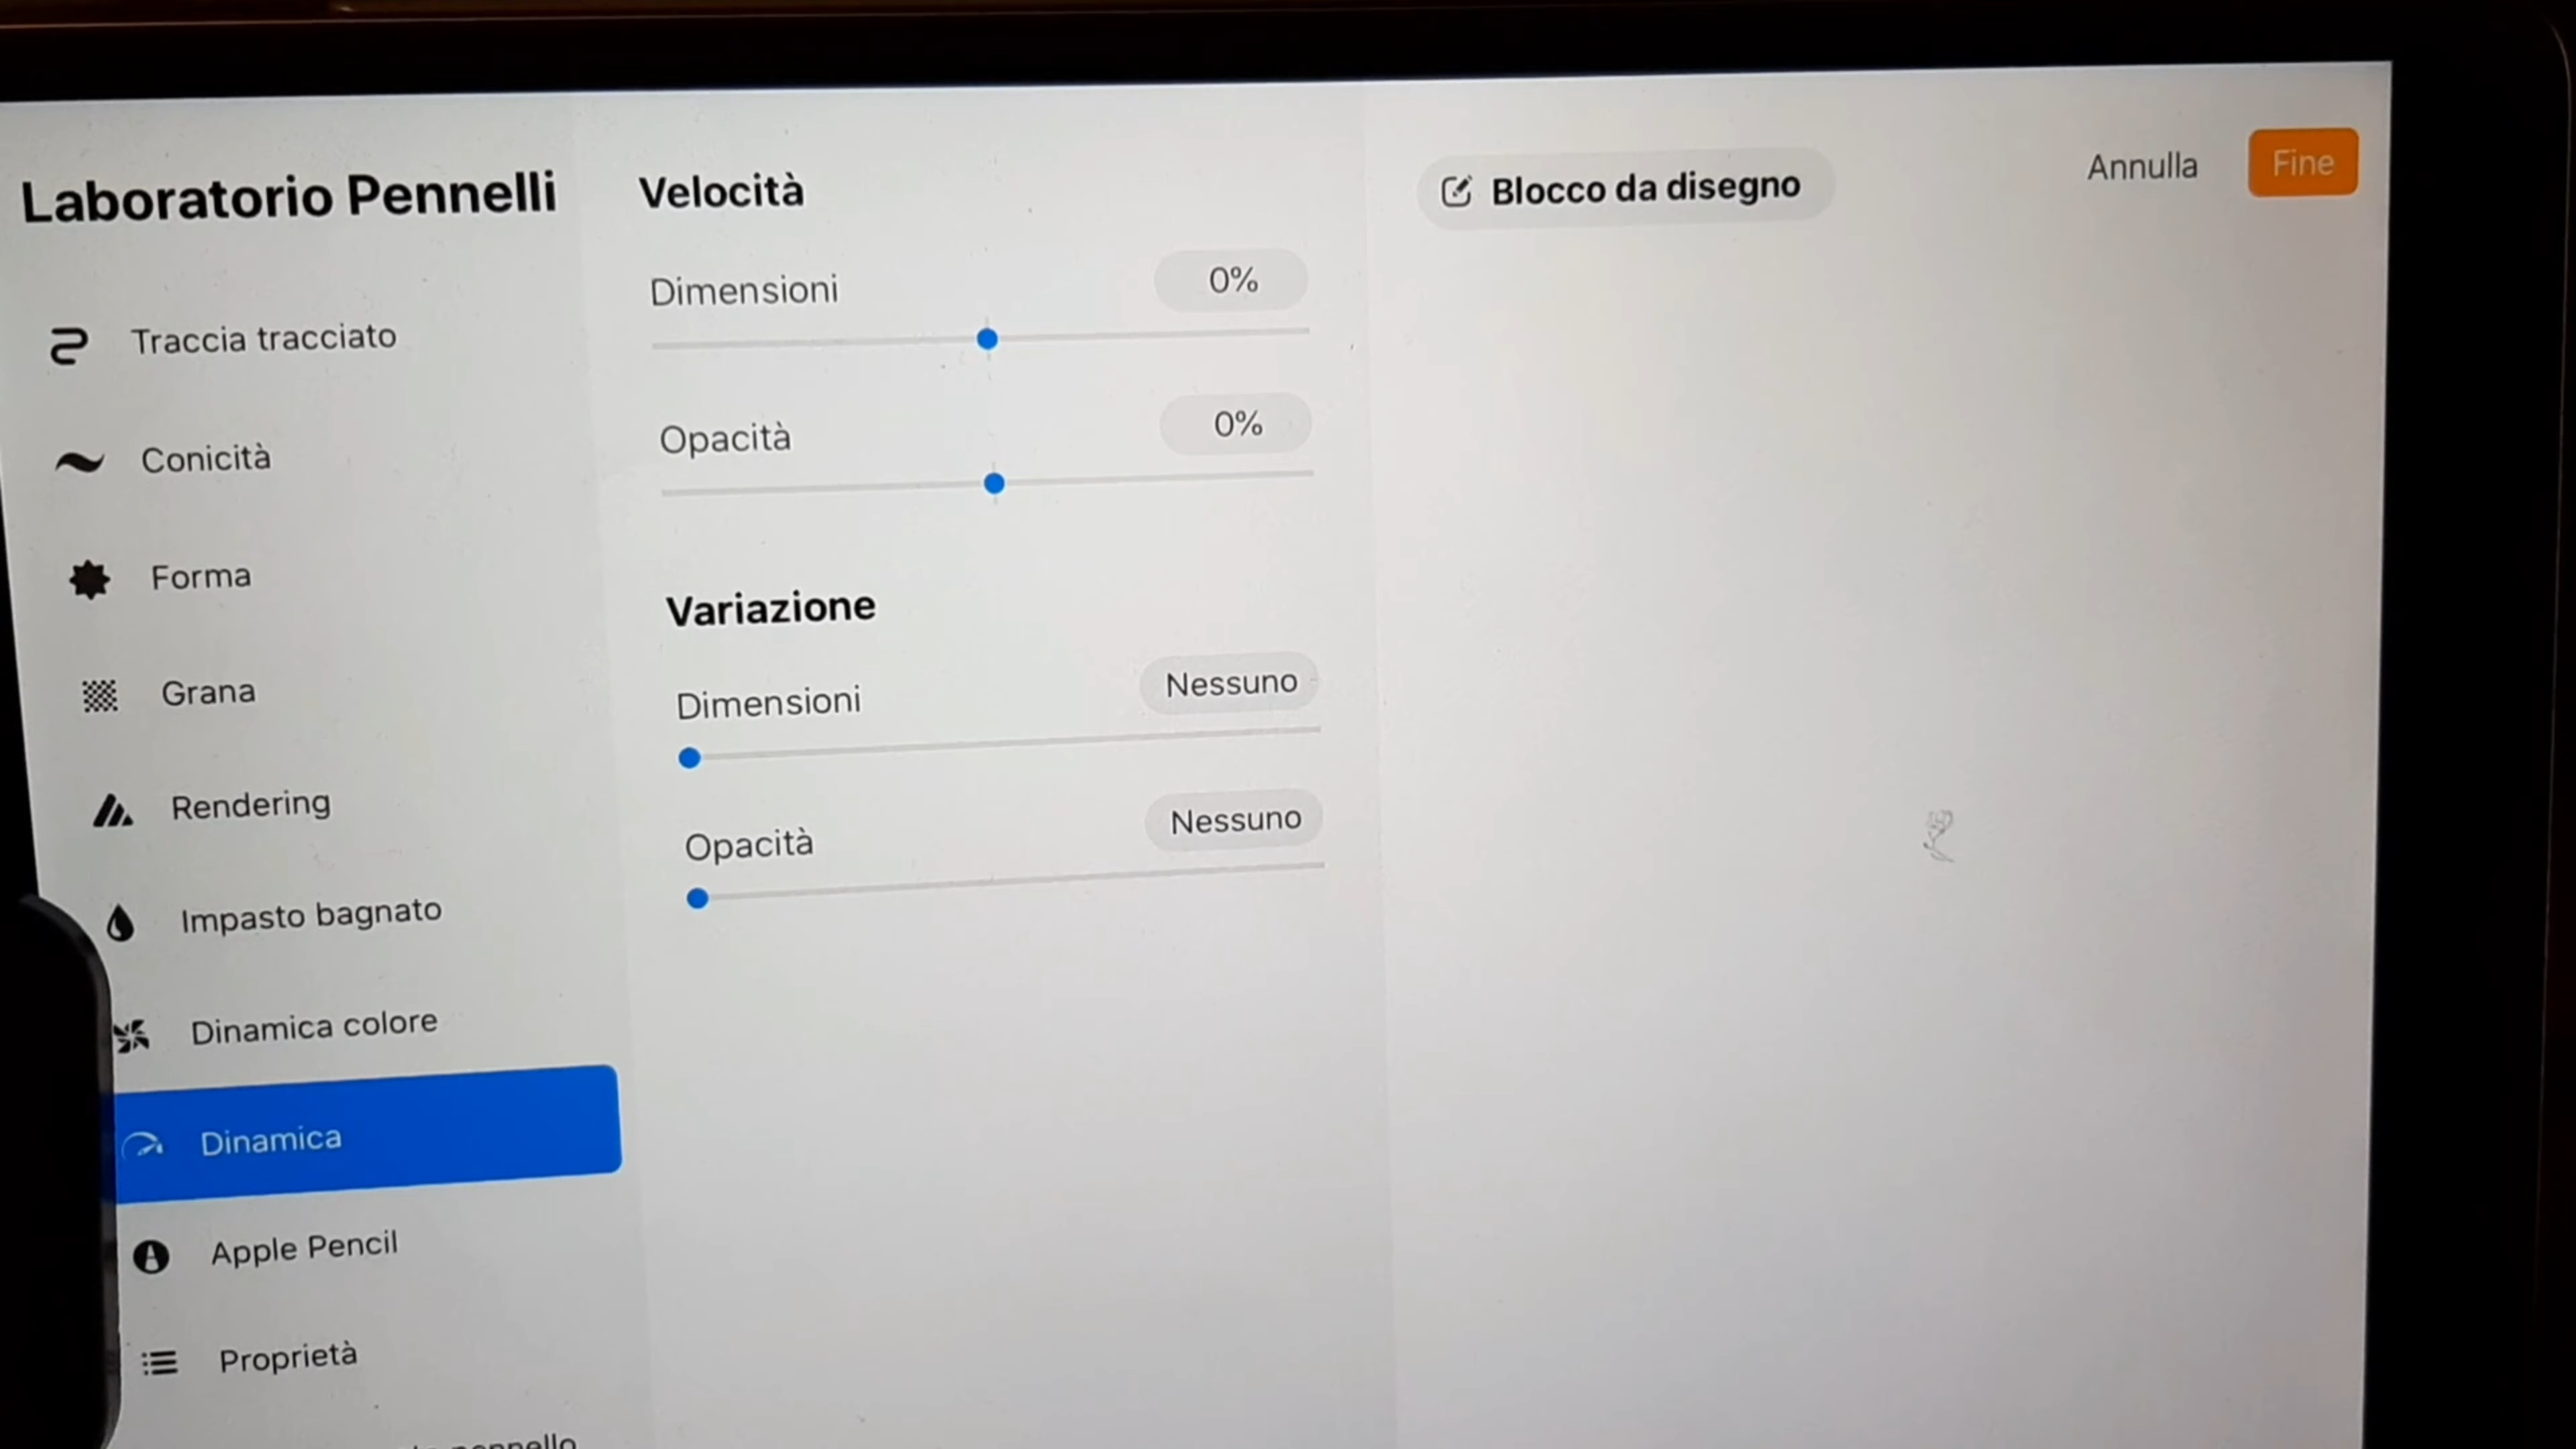 Laboratorio Pennelli
Traccia tracciato
Conicità
Forma
Grana
Rendering
Impasto bagnato
Dinamica colore
Dinamica
Apple Pencil
Proprietà
Velocità
Dimensioni
0%
Opacità
0%
Variazione
Dimensioni
Nessuno
Opacità
Nessuno
Blocco da disegno
Annulla
Fine